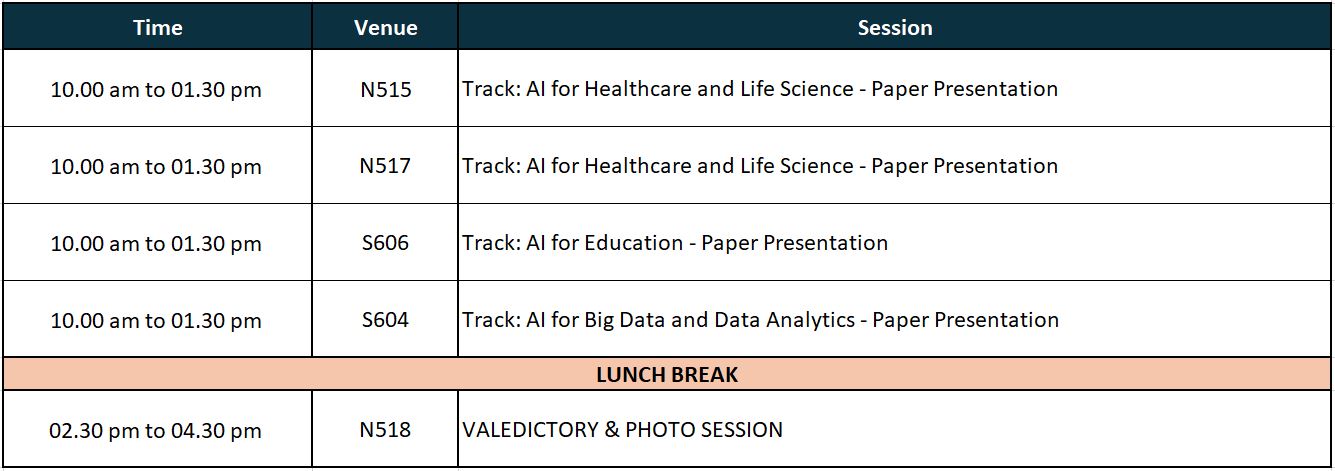 Time Venue Session
10.00 am to 01.30 pm N515 Track: AI for Healthcare and Life Science - Paper Presentation
10.00 am to 01.30 pm N517 Track: AI for Healthcare and Life Science - Paper Presentation
10.00 am to 01.30 pm S606 Track: AI for Education - Paper Presentation
10.00 am to 01.30 pm S604 Track: AI for Big Data and Data Analytics - Paper Presentation
LUNCH BREAK
02.30 pm to 04.30 pm N518 VALEDICTORY & PHOTO SESSION